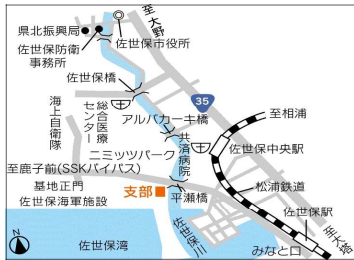 至大野
県北振興局
佐世保市役所
佐世保防衛
事務所
佐世保橋
35
海上自衛隊
総合医療
センター
アルバカーキ橋
共済病院
至相浦
佐世保中央駅
ニミッツパーク
至鹿子前(SSKバイパス)
基地正門
佐世保海軍施設
支部
平瀬橋
松浦鉄道
佐世保駅
佐世保川
佐世保湾
みなと口
至大塔
N